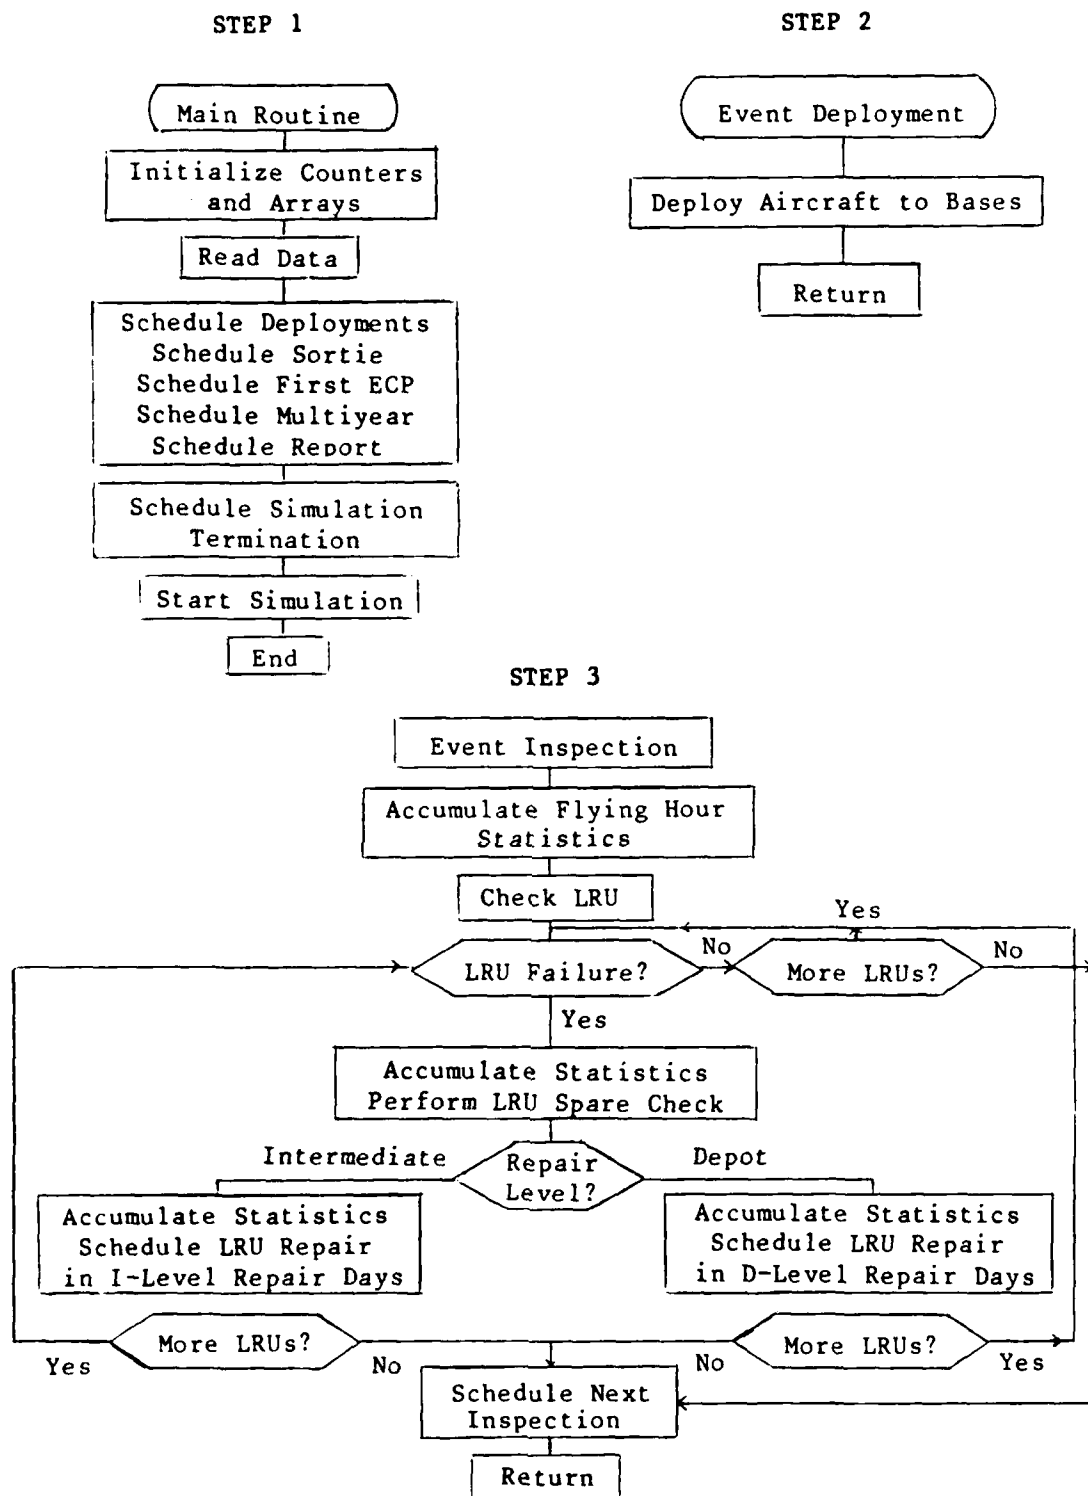 STEP 1
Main Routine
Initialize Counters
and Arrays
Read Data
Schedule Deployments
Schedule Sortie
Schedule First ECP
Schedule Multiyear
Schedule Report
Schedule Simulation
Termination
Start Simulation
End
STEP 2
Event Deployment
Deploy Aircraft to Bases
Return
STEP 3
Event Inspection
Accumulate Flying Hour
Statistics
Check LRU
Yes
LRU Failure?
No
More LRUs?
No
Yes
Accumulate Statistics
Perform LRU Spare Check
Intermediate
Repair
Level?
Depot
Accumulate Statistics
Schedule LRU Repair
in I-Level Repair Days
Accumulate Statistics
Schedule LRU Repair
in D-Level Repair Days
More LRUs?
Yes
No
More LRUs?
No
Yes
Schedule Next
Inspection
Return